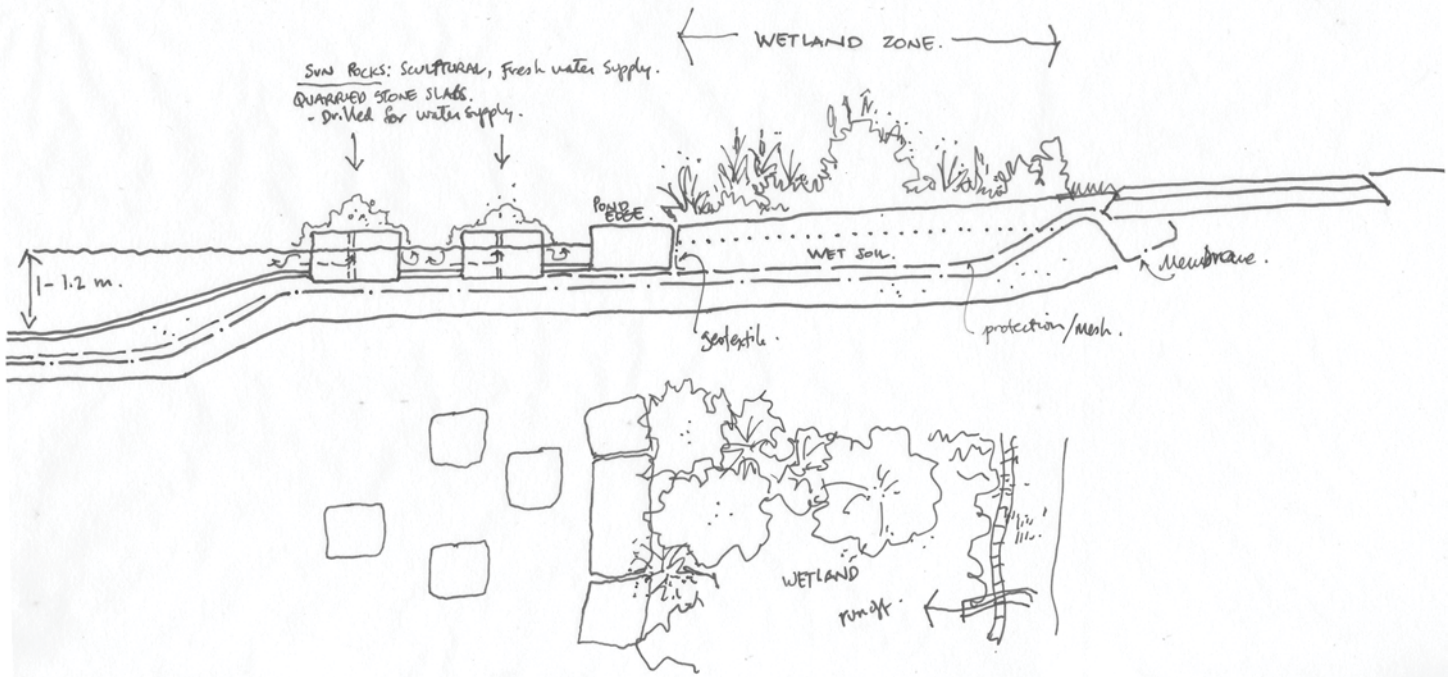 WETLAND ZONE.
SUN ROCKS: SCULPTURAL, Fresh water supply.
QUARRIED STONE SLABS.
- Drilled for water supply.
POND
EDGE.
1-1.2 m.
WET SOIL.
Membrane.
geotextile.
protection/mesh.
WETLAND
runoff.